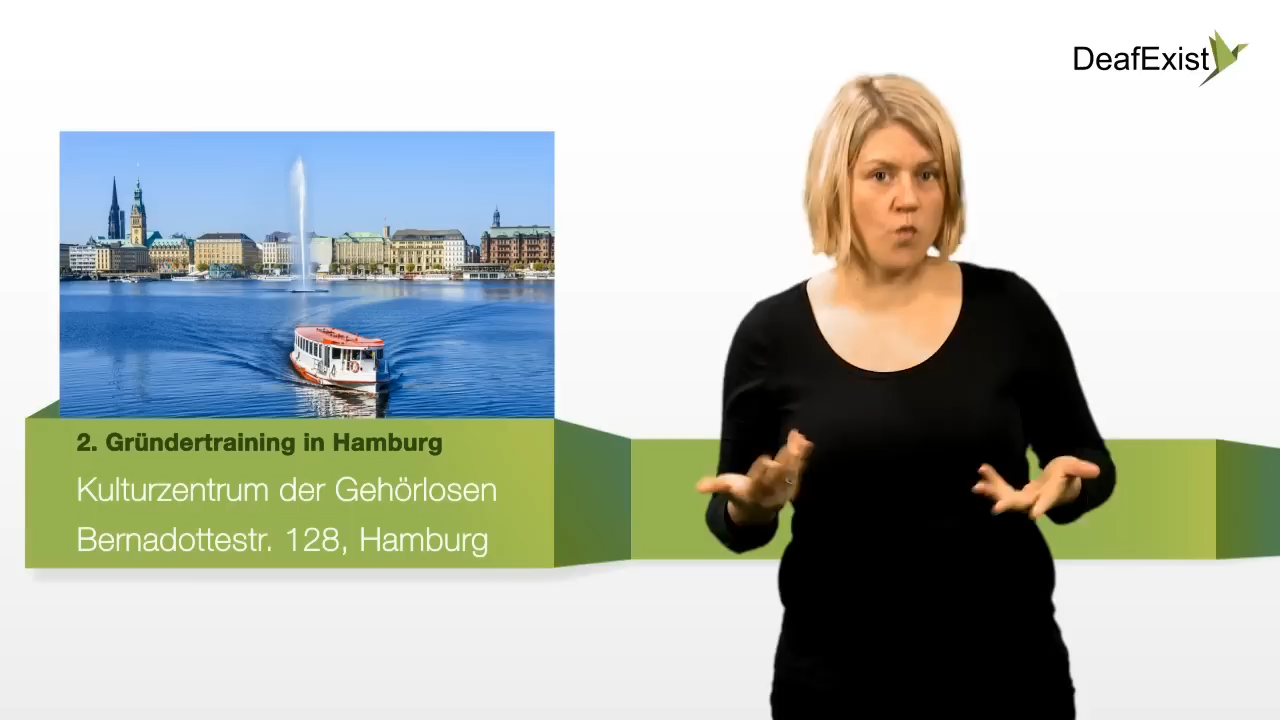 DeafExist
2. Gründertraining in Hamburg
Kulturzentrum der Gehörlosen
Bernadottestr. 128, Hamburg